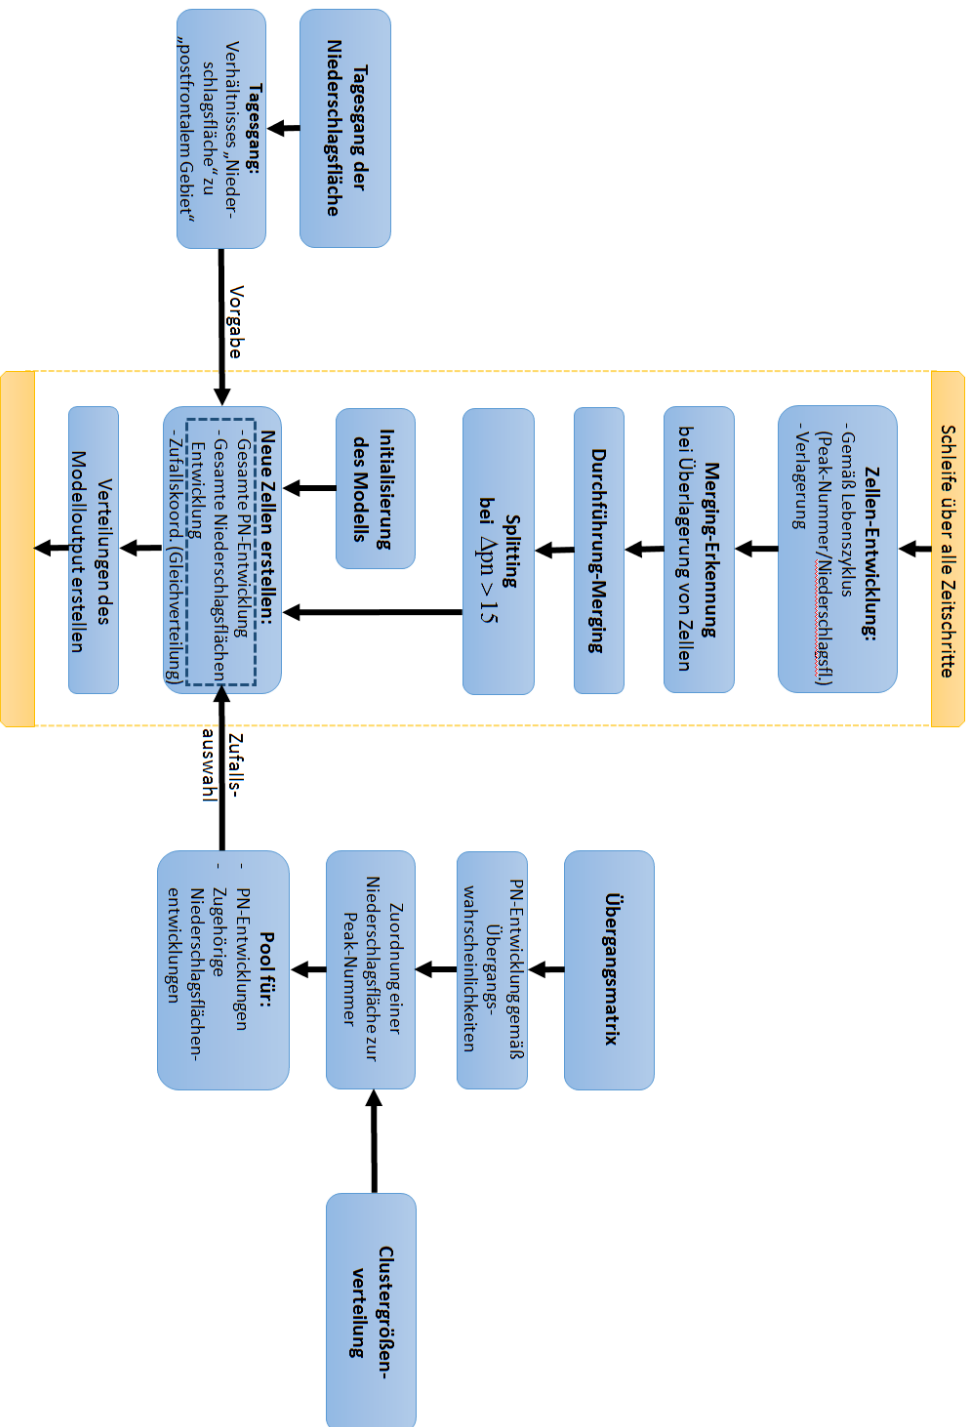 Schleife über alle Zeitschritte
Zellen-Entwicklung:
- Gemäß Lebenszyklus
(Peak-Nummer/Niederschlagsfl.)
- Verlagerung
Merging-Erkennung
bei Überlagerung von Zellen
Durchführung-Merging
Splitting
bei Δpn > 15
Initialisierung
des Modells
Neue Zellen erstellen:
- Gesamte PN-Entwicklung
- Gesamte Niederschlagsflächen
Entwicklung
- Zufallskoord. (Gleichverteilung)
Verteilungen des
Modelloutput erstellen
Tagesgang der
Niederschlagsfläche
Tagesgang:
Verhältnisses „Nieder-
schlagsfläche“ zu
„postfrontalem Gebiet“
Vorgabe
Übergangsmatrix
PN-Entwicklung gemäß
Übergangs-
wahrscheinlichkeiten
Zuordnung einer
Niederschlagsfläche zur
Peak-Nummer
Pool für:
- PN-Entwicklungen
- Zugehörige
Niederschlagsflächen-
entwicklungen
Zufalls-
auswahl
Clustergrößen-
verteilung